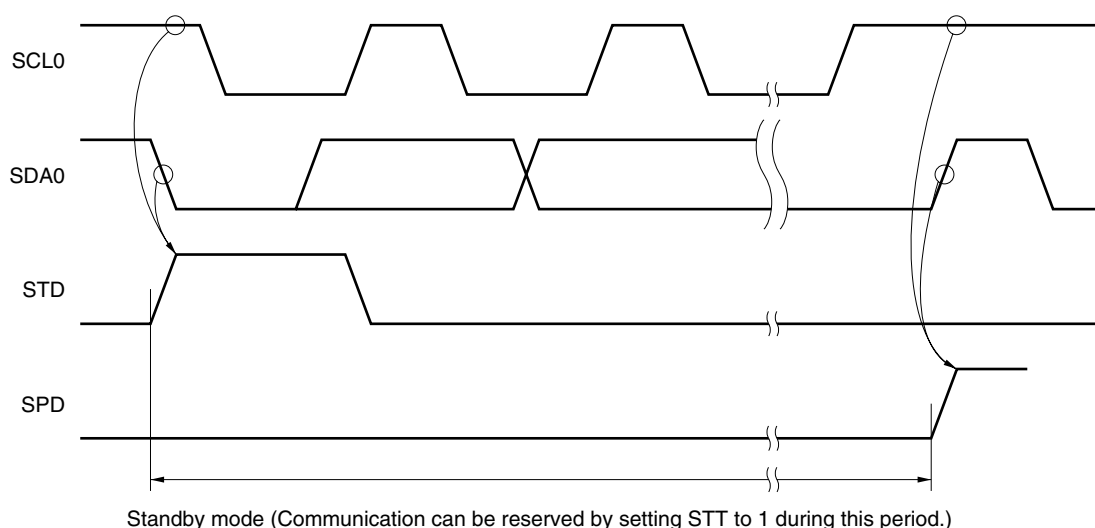 SCL0
SDA0
STD
SPD
Standby mode (Communication can be reserved by setting STT to 1 during this period.)